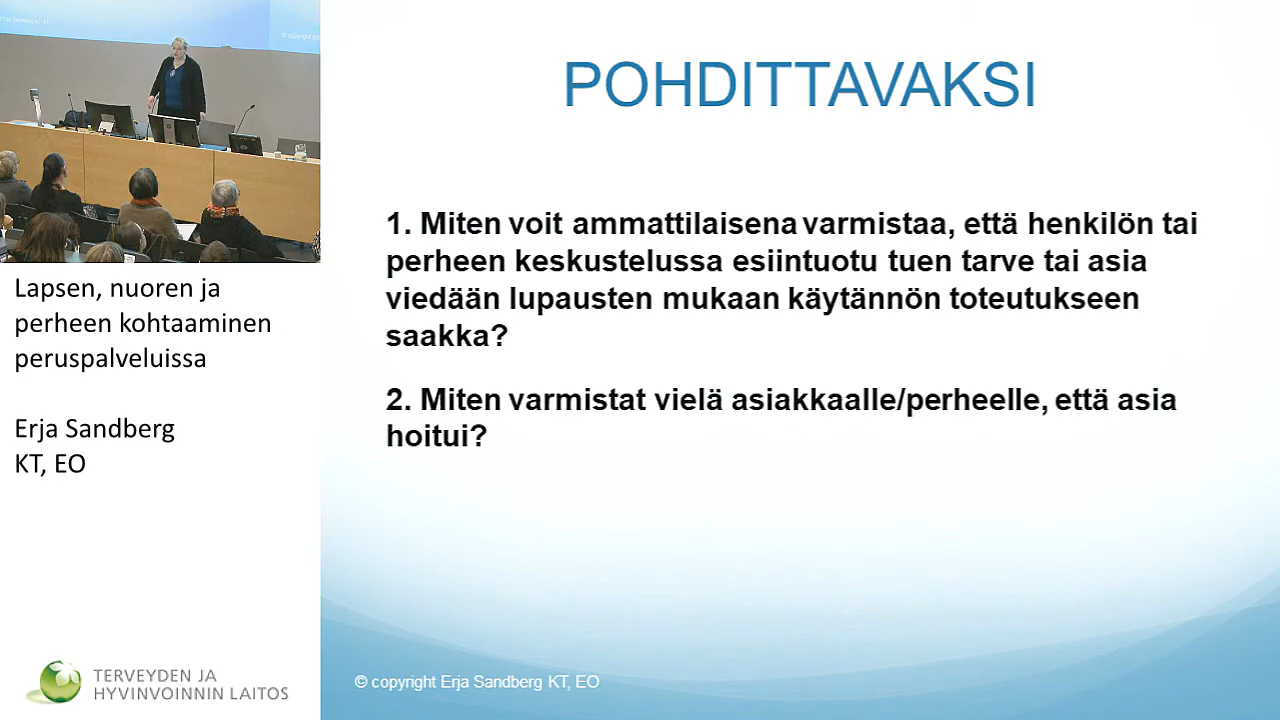 POHDITTAVAKSI
1. Miten voit ammattilaisena varmistaa, että henkilön tai
perheen keskustelussa esiintuotu tuen tarve tai asia
viedään lupausten mukaan käytännön toteutukseen
saakka?
2. Miten varmistat vielä asiakkaalle/perheelle, että asia
hoitui?
Lapsen, nuoren ja
perheen kohtaaminen
peruspalveluissa
Erja Sandberg
KT, EO
TERVEYDEN JA
HYVINVOINNIN LAITOS
© copyright Erja Sandberg KT, EO